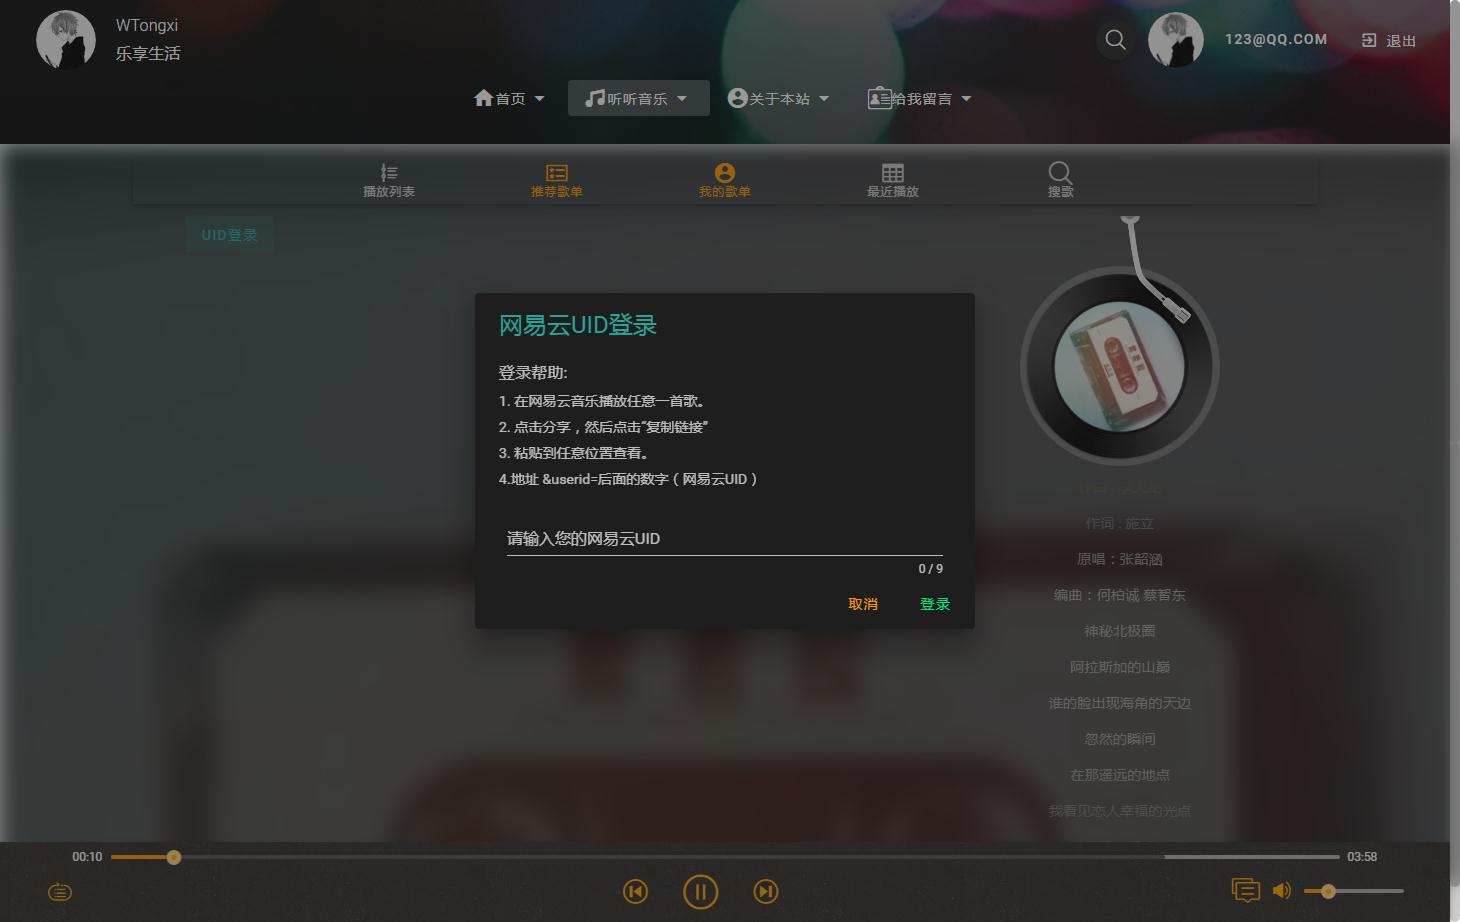 WTongxi
乐享生活
123@QQ.COM
退出
首页
听听音乐
关于本站
给我留言
播放列表
推荐歌单
我的歌单
最近播放
搜歌
UID登录
网易云UID登录
登录帮助:
1. 在网易云音乐播放任意一首歌。
2. 点击分享，然后点击“复制链接”
3. 粘贴到任意位置查看。
4.地址 &userid=后面的数字（网易云UID）
请输入您的网易云UID
0 / 9
取消
登录
作词 : 施立
原唱：张韶涵
编曲：何柏诚 蔡智东
神秘北极圈
阿拉斯加的山巅
谁的脸出现海角的天边
忽然的瞬间
在那遥远的地点
我看见恋人幸福的光点
00:10
03:58